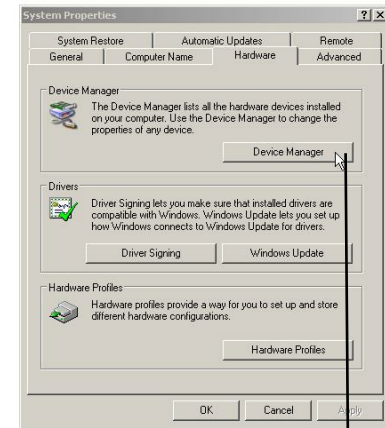 System Properties
System Restore Automatic Updates Remote
General Computer Name Hardware Advanced
Device Manager
The Device Manager lists all the hardware devices installed
on your computer. Use the Device Manager to change the
properties of any device.
Device Manager
Drivers
Driver Signing lets you make sure that installed drivers are
compatible with Windows. Windows Update lets you set up
how Windows connects to Windows Update for drivers.
Driver Signing Windows Update
Hardware Profiles
Hardware profiles provide a way for you to set up and store
different hardware configurations.
Hardware Profiles
OK Cancel Apply